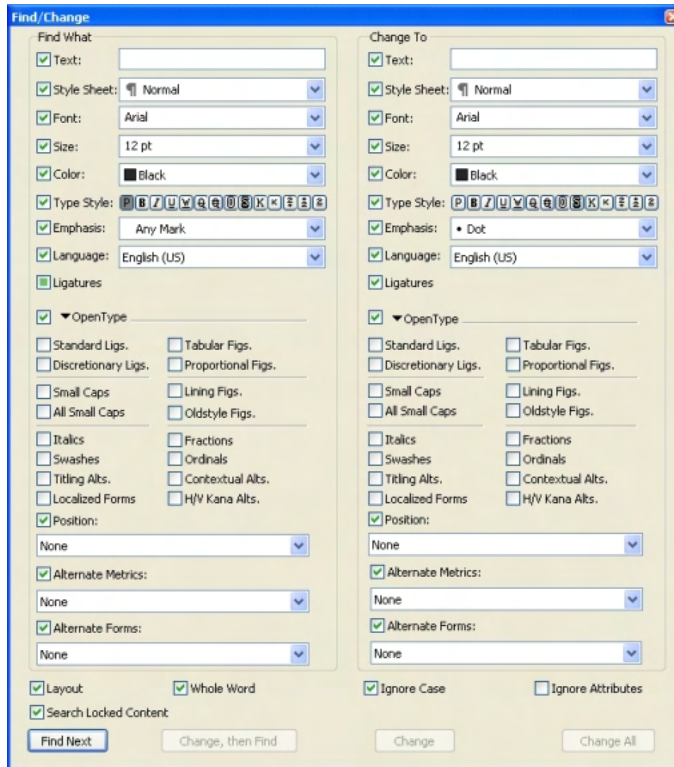 Find/Change
Find What
Text:
Style Sheet: ¶ Normal
Font: Arial
Size: 12 pt
Color: Black
Type Style: P B I U W
Emphasis: Any Mark
Language: English (US)
Ligatures
OpenType
Standard Ligs. Tabular Figs.
Discretionary Ligs. Proportional Figs.
Small Caps Lining Figs.
All Small Caps Oldstyle Figs.
Italics Fractions
Swashes Ordinals
Titling Alts. Contextual Alts.
Localized Forms H/V Kana Alts.
Position:
None
Alternate Metrics:
None
Alternate Forms:
None
Change To
Text:
Style Sheet: ¶ Normal
Font: Arial
Size: 12 pt
Color: Black
Type Style: P B I U W
Emphasis: • Dot
Language: English (US)
Ligatures
OpenType
Standard Ligs. Tabular Figs.
Discretionary Ligs. Proportional Figs.
Small Caps Lining Figs.
All Small Caps Oldstyle Figs.
Italics Fractions
Swashes Ordinals
Titling Alts. Contextual Alts.
Localized Forms H/V Kana Alts.
Position:
None
Alternate Metrics:
None
Alternate Forms:
None
Layout Whole Word Ignore Case Ignore Attributes
Search Locked Content
Find Next Change, then Find Change Change All